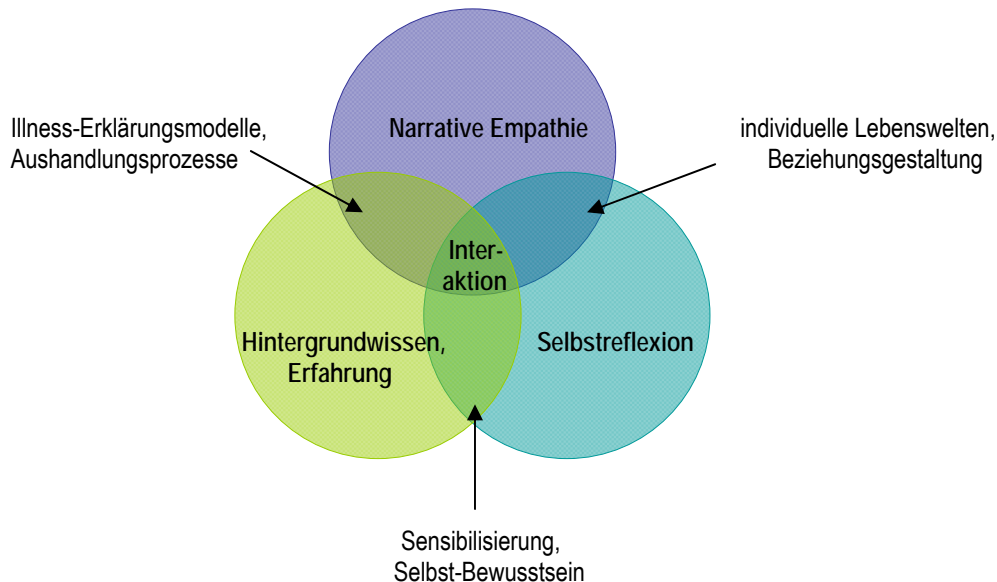 Narrative Empathie
Illness-Erklärungsmodelle,
Aushandlungsprozesse
individuelle Lebenswelten,
Beziehungsgestaltung
Inter-
aktion
Hintergrundwissen,
Erfahrung
Selbstreflexion
Sensibilisierung,
Selbst-Bewusstsein